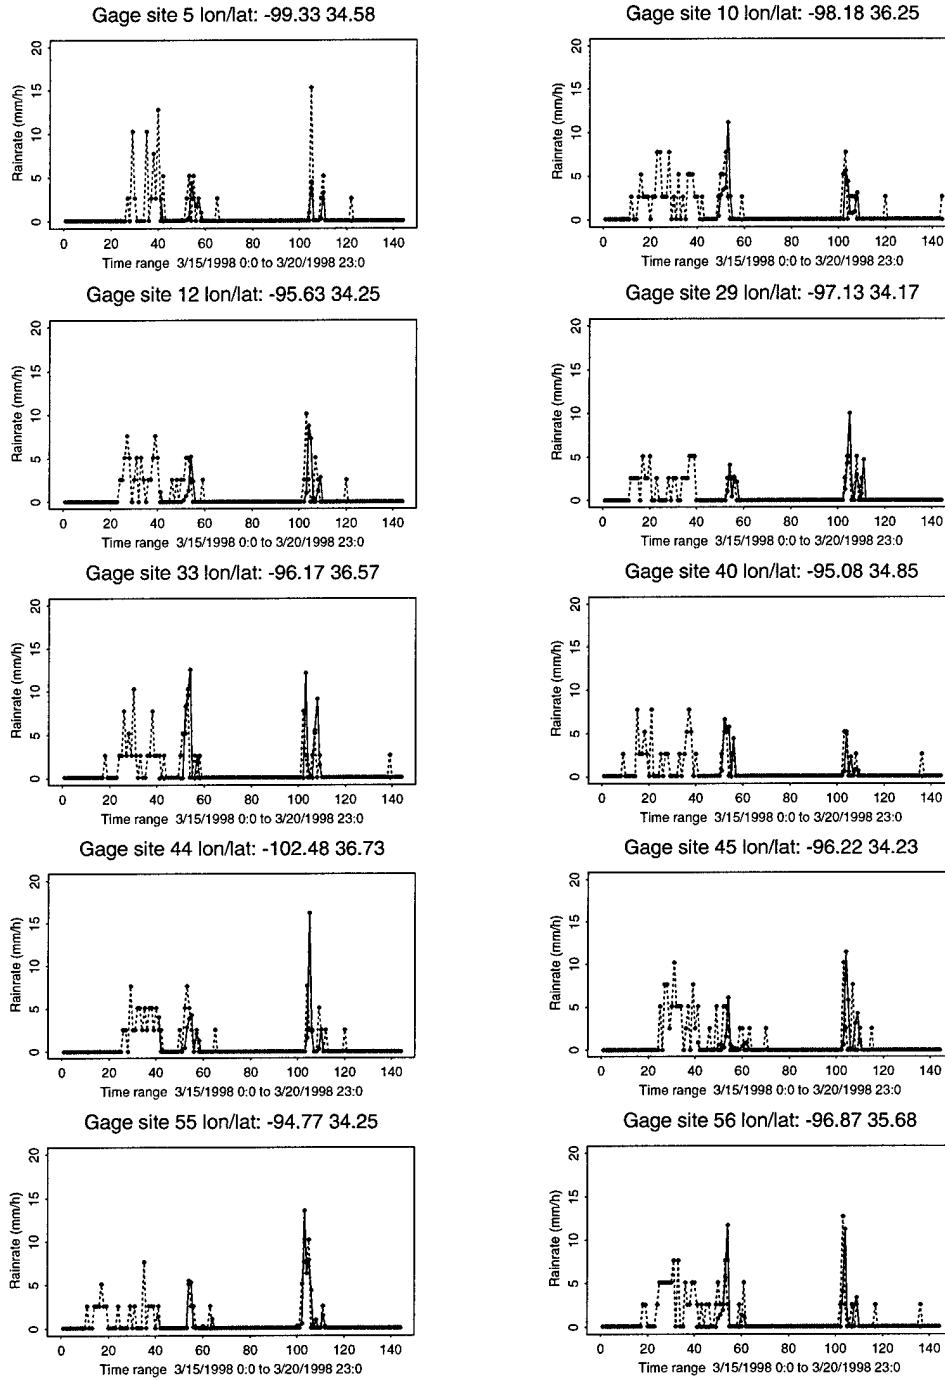 Gage site 5 lon/lat: -99.33 34.58
Rainrate (mm/h)
20
15
10
5
0
0 20 40 60 80 100 120 140
Time range 3/15/1998 0:0 to 3/20/1998 23:0
Gage site 10 lon/lat: -98.18 36.25
Rainrate (mm/h)
20
15
10
5
0
0 20 40 60 80 100 120 140
Time range 3/15/1998 0:0 to 3/20/1998 23:0
Gage site 12 lon/lat: -95.63 34.25
Rainrate (mm/h)
20
15
10
5
0
0 20 40 60 80 100 120 140
Time range 3/15/1998 0:0 to 3/20/1998 23:0
Gage site 29 lon/lat: -97.13 34.17
Rainrate (mm/h)
20
15
10
5
0
0 20 40 60 80 100 120 140
Time range 3/15/1998 0:0 to 3/20/1998 23:0
Gage site 33 lon/lat: -96.17 36.57
Rainrate (mm/h)
20
15
10
5
0
0 20 40 60 80 100 120 140
Time range 3/15/1998 0:0 to 3/20/1998 23:0
Gage site 40 lon/lat: -95.08 34.85
Rainrate (mm/h)
20
15
10
5
0
0 20 40 60 80 100 120 140
Time range 3/15/1998 0:0 to 3/20/1998 23:0
Gage site 44 lon/lat: -102.48 36.73
Rainrate (mm/h)
20
15
10
5
0
0 20 40 60 80 100 120 140
Time range 3/15/1998 0:0 to 3/20/1998 23:0
Gage site 45 lon/lat: -96.22 34.23
Rainrate (mm/h)
20
15
10
5
0
0 20 40 60 80 100 120 140
Time range 3/15/1998 0:0 to 3/20/1998 23:0
Gage site 55 lon/lat: -94.77 34.25
Rainrate (mm/h)
20
15
10
5
0
0 20 40 60 80 100 120 140
Time range 3/15/1998 0:0 to 3/20/1998 23:0
Gage site 56 lon/lat: -96.87 35.68
Rainrate (mm/h)
20
15
10
5
0
0 20 40 60 80 100 120 140
Time range 3/15/1998 0:0 to 3/20/1998 23:0